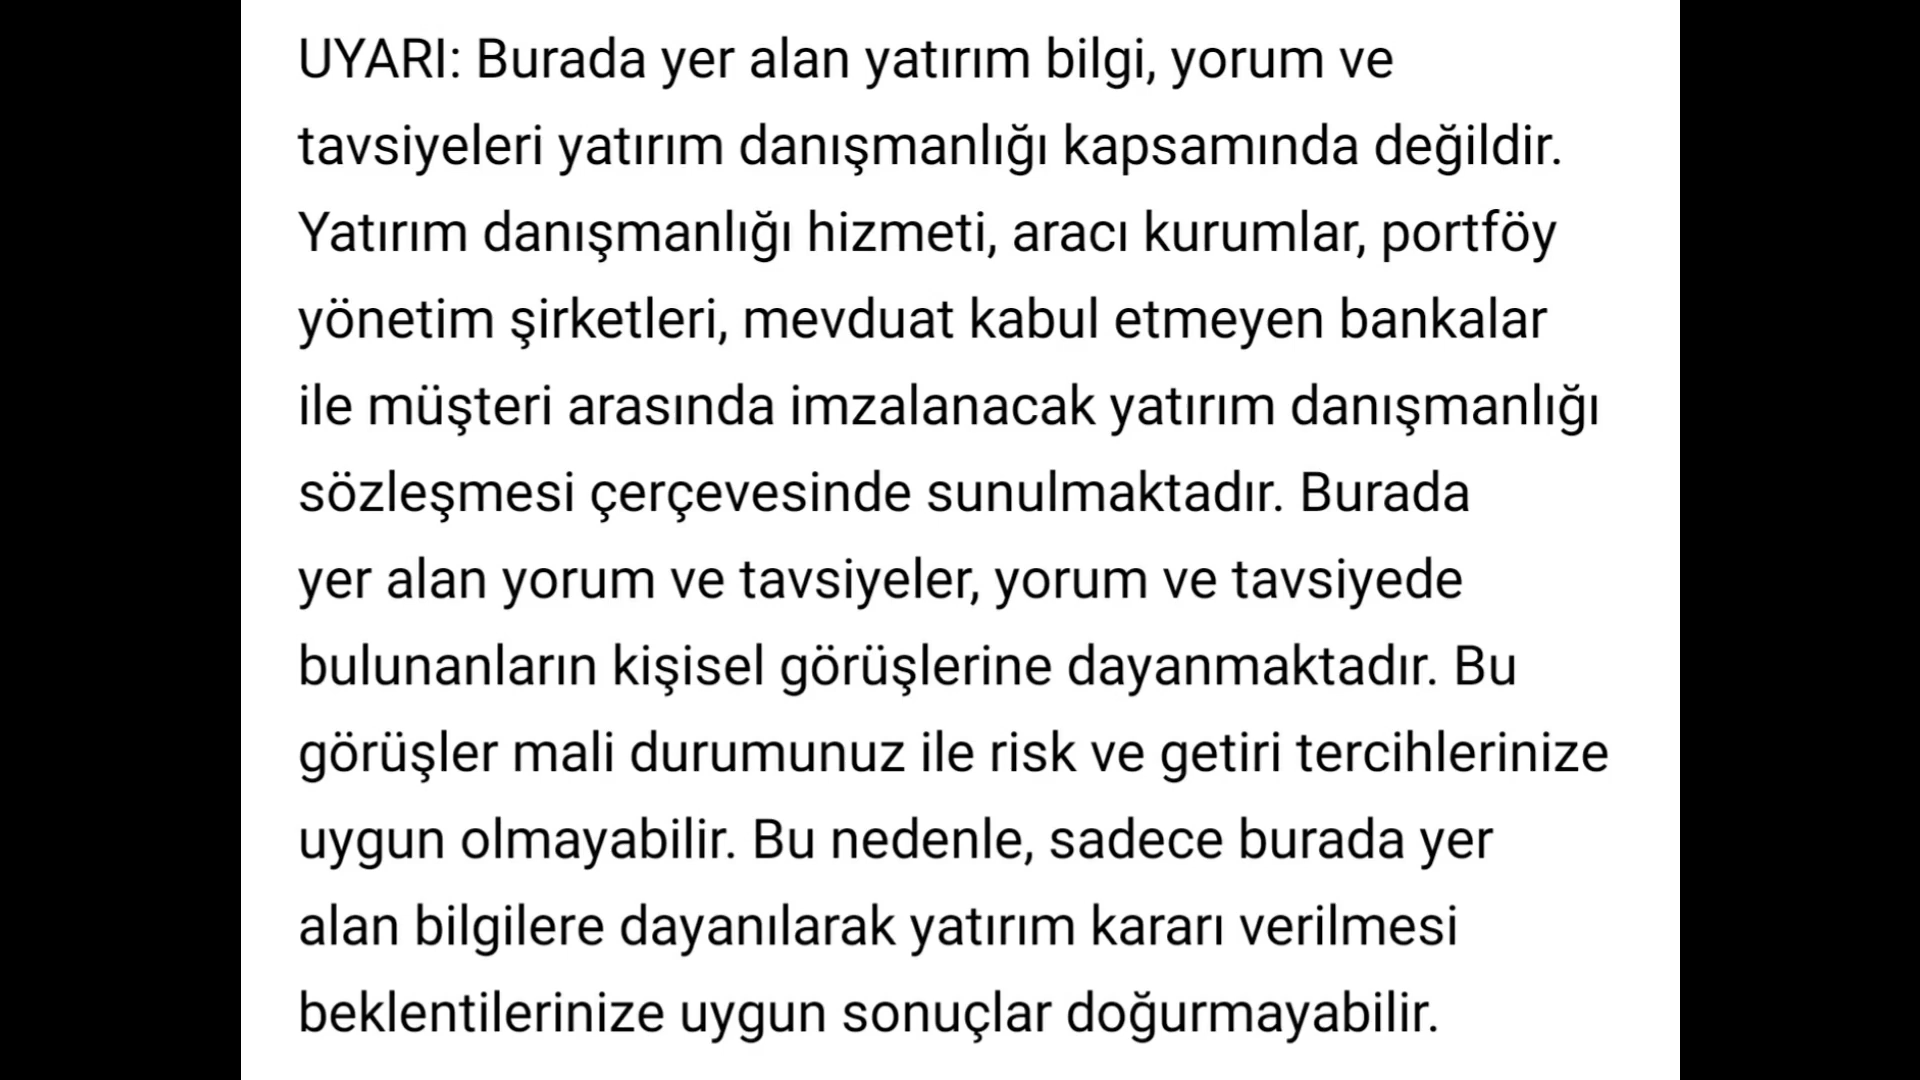 UYARI: Burada yer alan yatırım bilgi, yorum ve
tavsiyeleri yatırım danışmanlığı kapsamında değildir.
Yatırım danışmanlığı hizmeti, aracı kurumlar, portföy
yönetim şirketleri, mevduat kabul etmeyen bankalar
ile müşteri arasında imzalanacak yatırım danışmanlığı
sözleşmesi çerçevesinde sunulmaktadır. Burada
yer alan yorum ve tavsiyeler, yorum ve tavsiyede
bulunanların kişisel görüşlerine dayanmaktadır. Bu
görüşler mali durumunuz ile risk ve getiri tercihlerinize
uygun olmayabilir. Bu nedenle, sadece burada yer
alan bilgilere dayanılarak yatırım kararı verilmesi
beklentilerinize uygun sonuçlar doğurmayabilir.